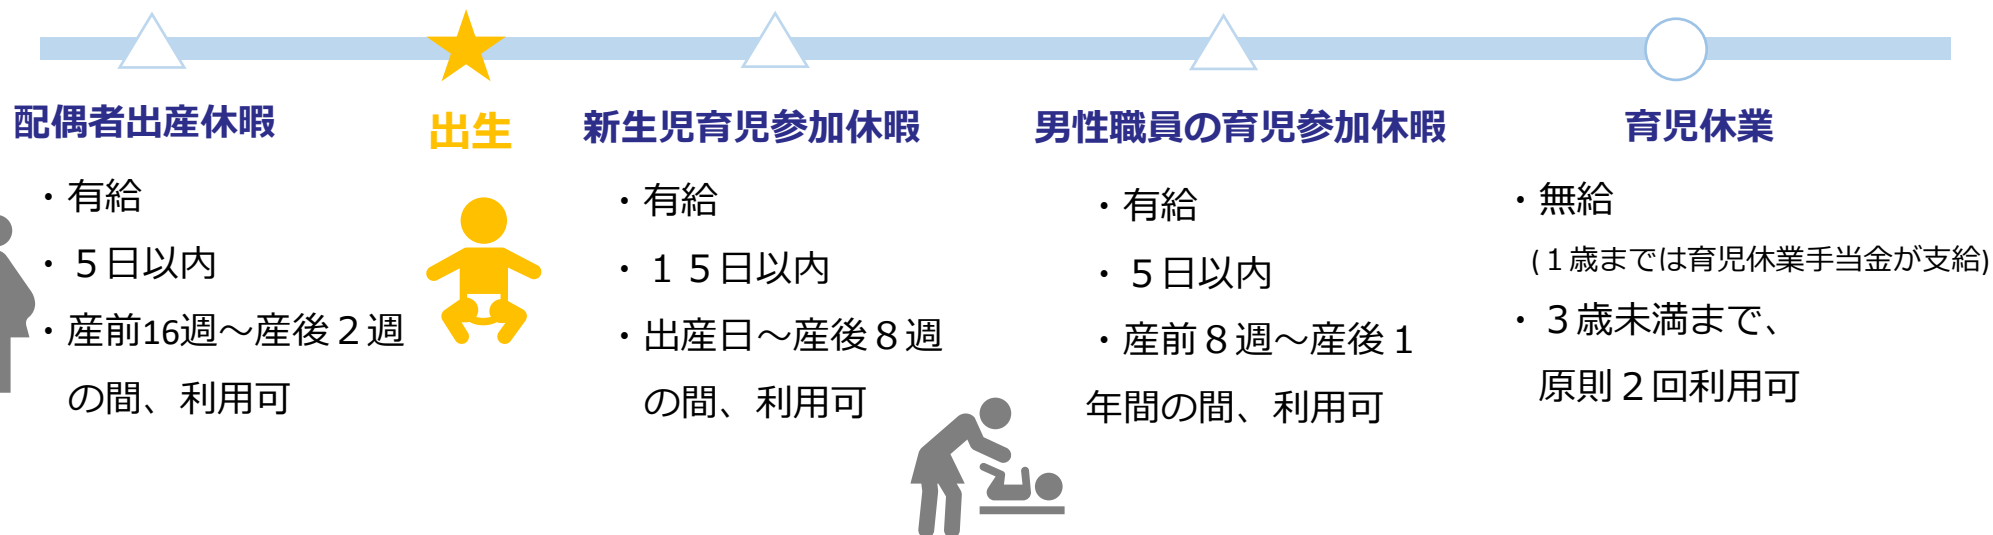 配偶者出産休暇
・有給
・５日以内
・産前16週～産後２週
の間、利用可
出生
新生児育児参加休暇
・有給
・１５日以内
・出産日～産後８週
の間、利用可
男性職員の育児参加休暇
・有給
・５日以内
・産前８週～産後１
年間の間、利用可
育児休業
・無給
(１歳までは育児休業手当金が支給)
・３歳未満まで、
原則２回利用可